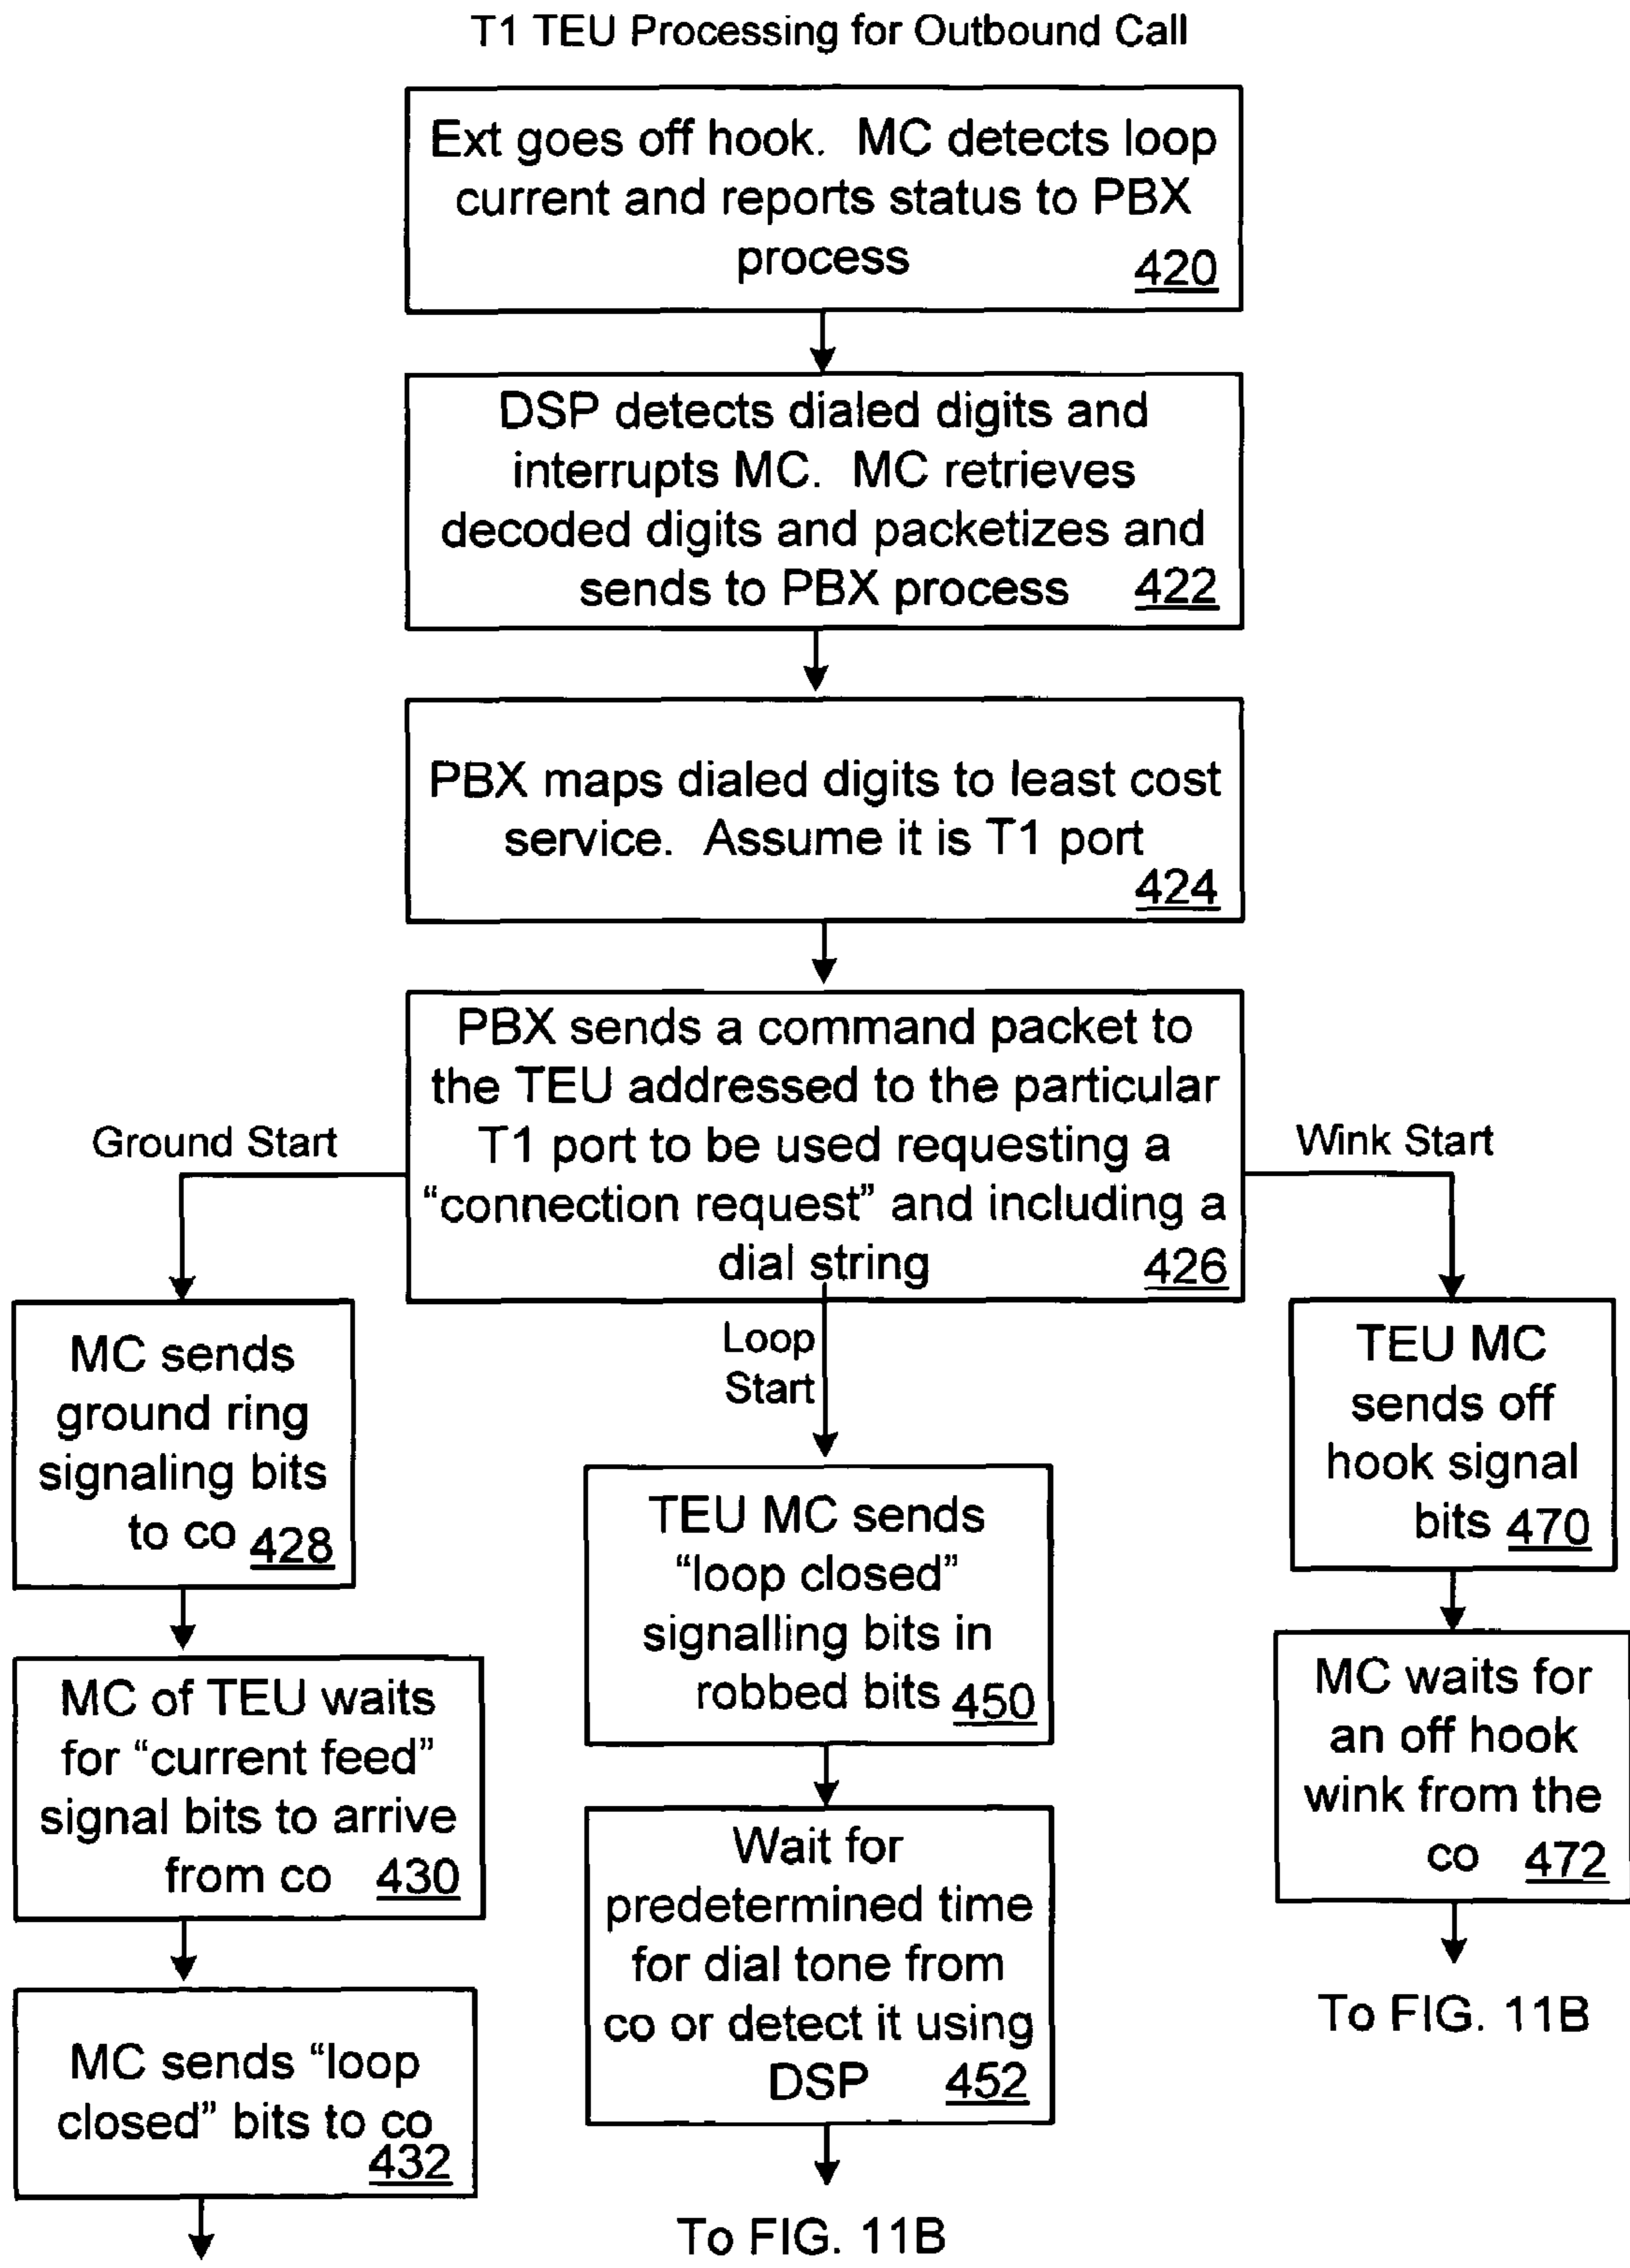 T1 TEU Processing for Outbound Call
Ext goes off hook. MC detects loop
current and reports status to PBX
process 420
DSP detects dialed digits and
interrupts MC. MC retrieves
decoded digits and packetizes and
sends to PBX process 422
PBX maps dialed digits to least cost
service. Assume it is T1 port
424
PBX sends a command packet to
the TEU addressed to the particular
T1 port to be used requesting a
“connection request” and including a
dial string 426
Ground Start
MC sends
ground ring
signaling bits
to co 428
MC of TEU waits
for “current feed”
signal bits to arrive
from co 430
MC sends “loop
closed” bits to co
432
Loop
Start
TEU MC sends
“loop closed”
signalling bits in
robbed bits 450
Wait for
predetermined time
for dial tone from
co or detect it using
DSP 452
To FIG. 11B
Wink Start
TEU MC
sends off
hook signal
bits 470
MC waits for
an off hook
wink from the
co 472
To FIG. 11B